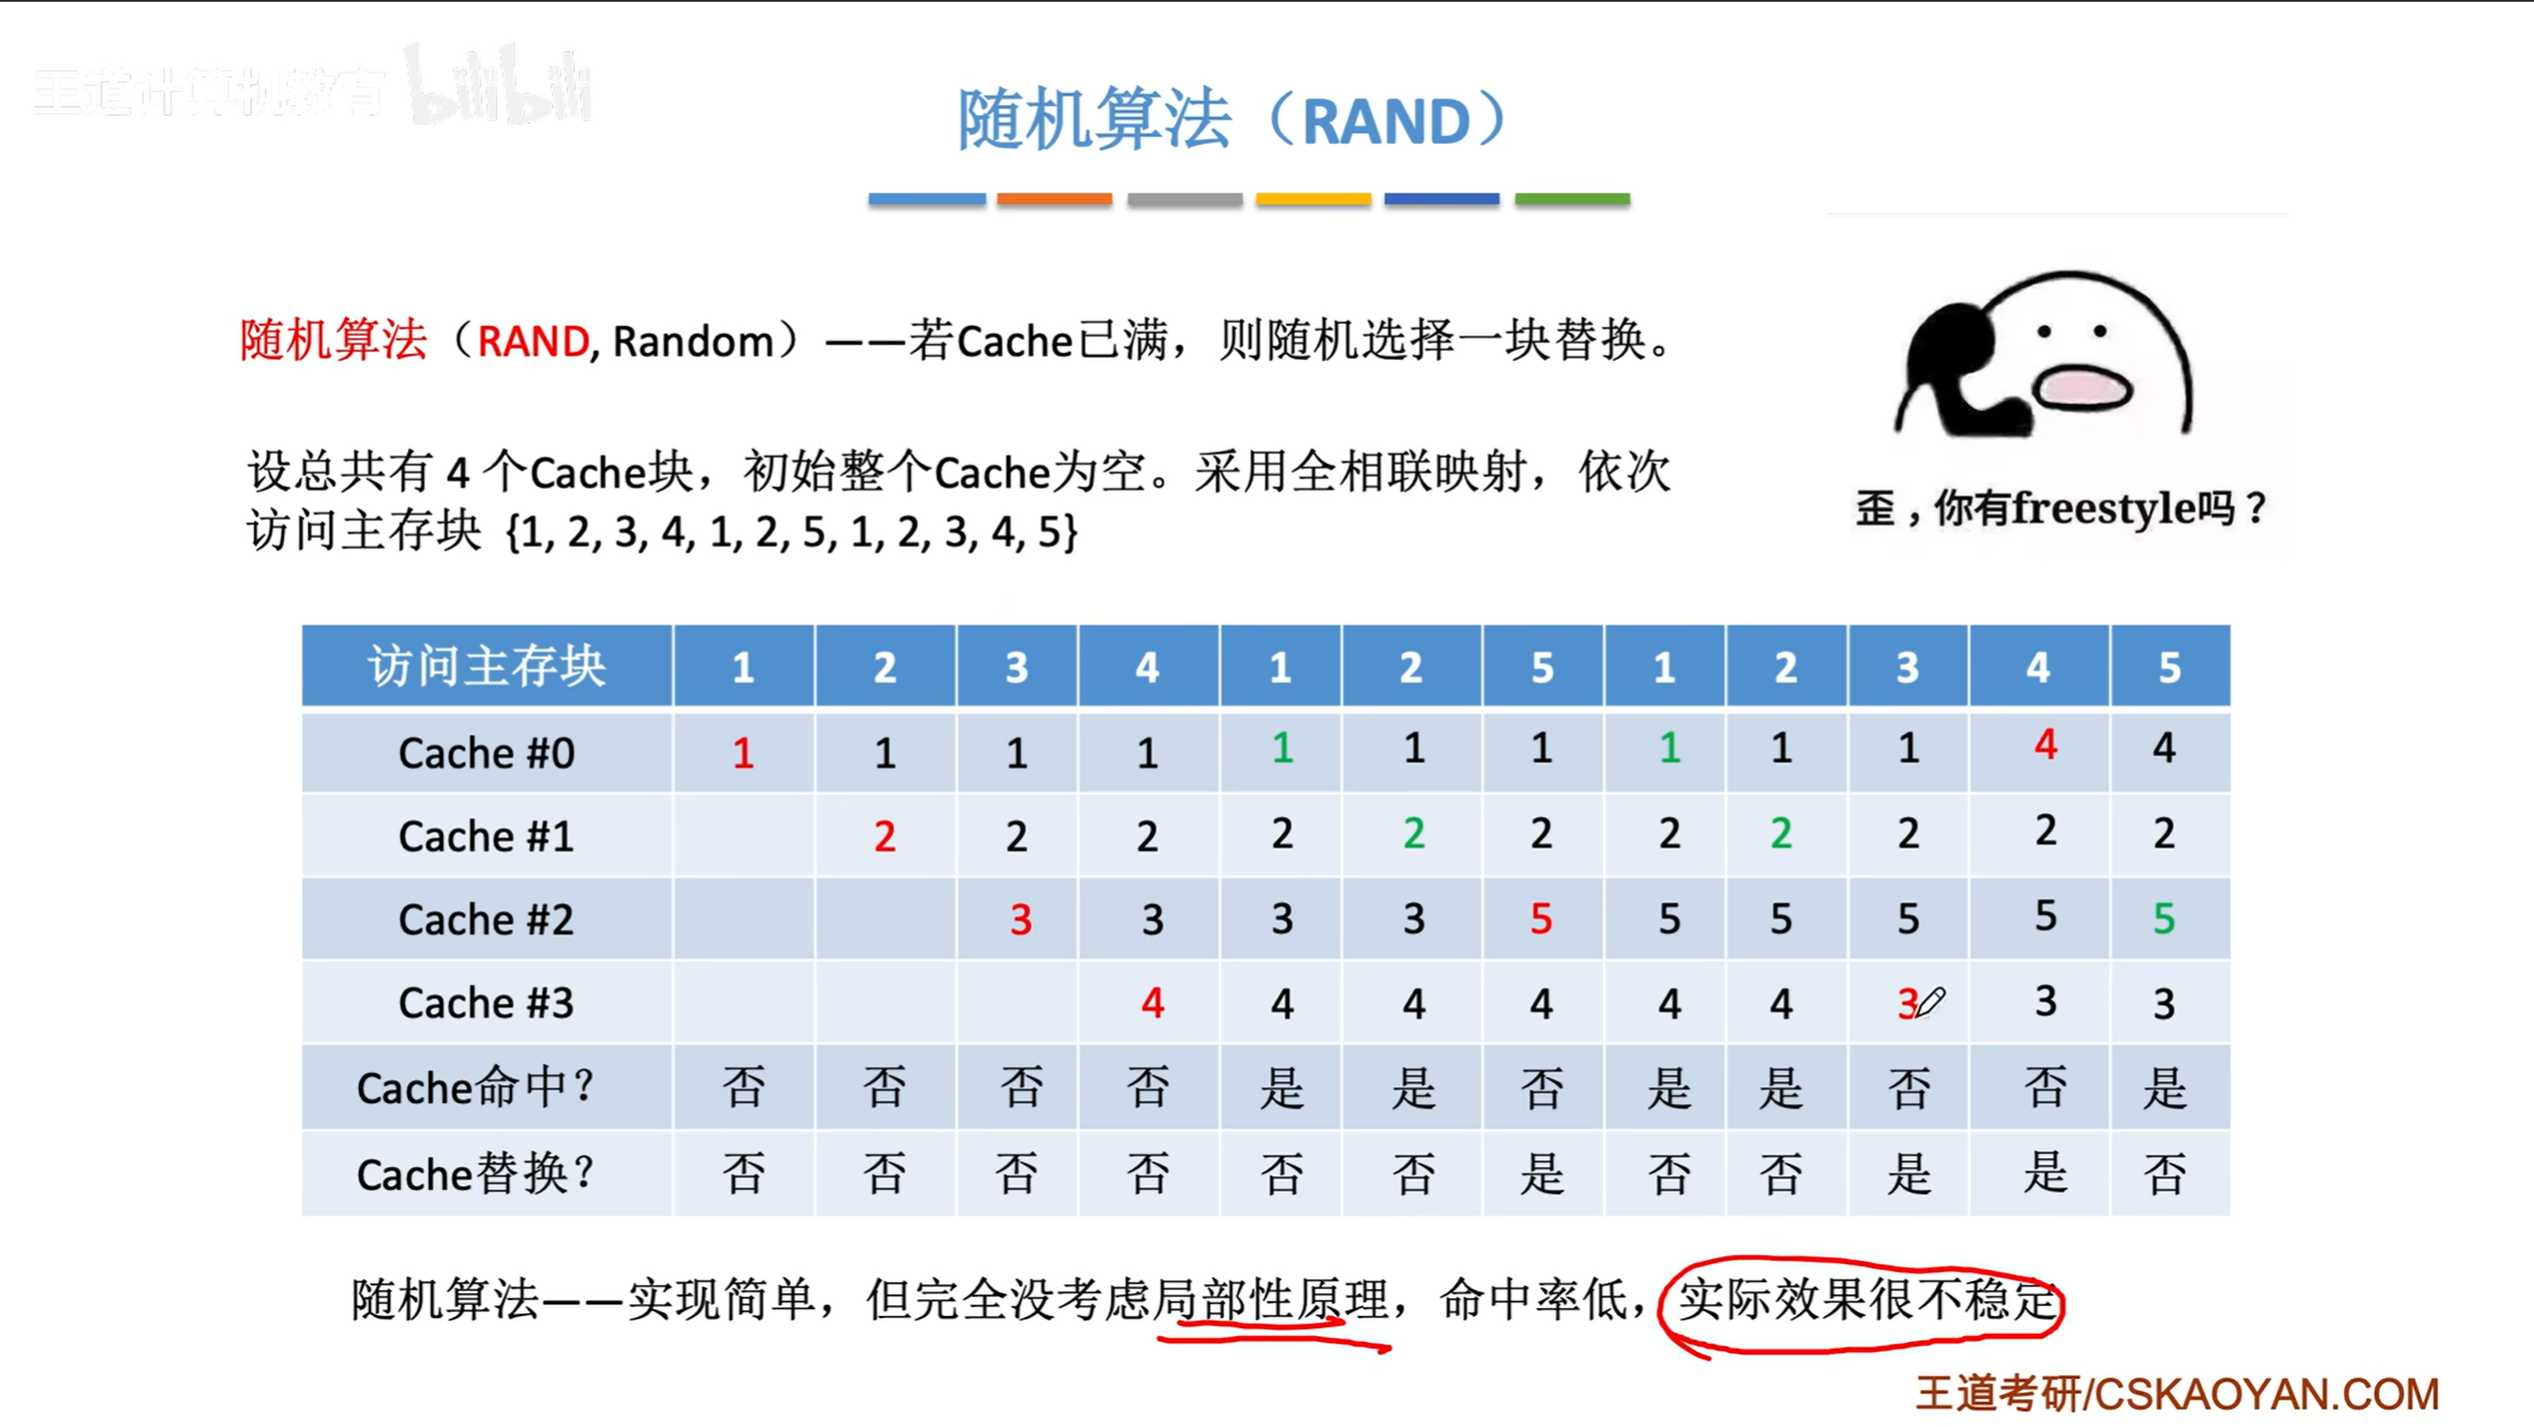 王道计算机教育 bilibili
随机算法（RAND）
随机算法（RAND, Random）——若Cache已满，则随机选择一块替换。
设总共有 4 个Cache块，初始整个Cache为空。采用全相联映射，依次
访问主存块 {1, 2, 3, 4, 1, 2, 5, 1, 2, 3, 4, 5}
歪，你有freestyle吗？
访问主存块 1 2 3 4 1 2 5 1 2 3 4 5
Cache #0 1 1 1 1 1 1 1 1 1 1 4 4
Cache #1 2 2 2 2 2 2 2 2 2 2 2
Cache #2 3 3 3 3 5 5 5 5 5 5
Cache #3 4 4 4 4 4 4 3 3 3
Cache命中？ 否 否 否 否 是 是 否 是 是 否 否 是
Cache替换？ 否 否 否 否 否 否 是 否 否 是 是 否
随机算法——实现简单，但完全没考虑局部性原理，命中率低，实际效果很不稳定
王道考研/CSKAOYAN.COM